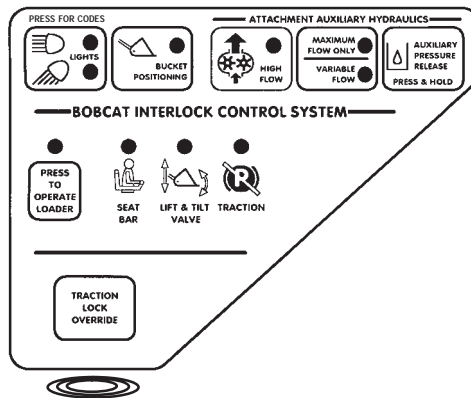 PRESS FOR CODES
LIGHTS
BUCKET
POSITIONING
ATTACHMENT AUXILIARY HYDRAULICS
HIGH
FLOW
MAXIMUM
FLOW ONLY
VARIABLE
FLOW
AUXILIARY
PRESSURE
RELEASE
PRESS & HOLD
BOBCAT INTERLOCK CONTROL SYSTEM
PRESS
TO
OPERATE
LOADER
SEAT
BAR
LIFT & TILT
VALVE
R
TRACTION
TRACTION
LOCK
OVERRIDE